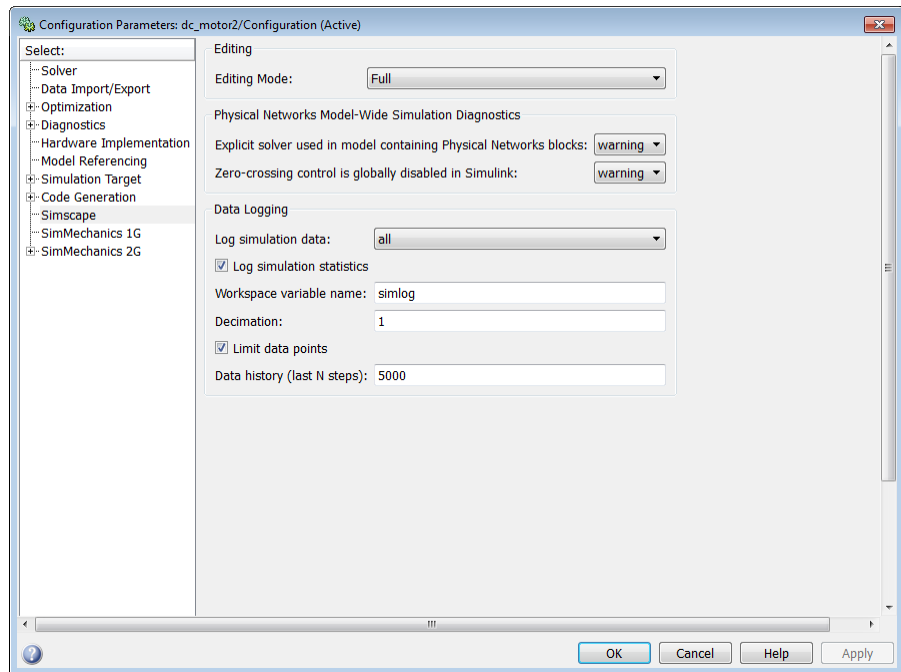 Configuration Parameters: dc_motor2/Configuration (Active)
Select:
Solver
Data Import/Export
Optimization
Diagnostics
Hardware Implementation
Model Referencing
Simulation Target
Code Generation
Simscape
SimMechanics 1G
SimMechanics 2G
Editing
Editing Mode: Full
Physical Networks Model-Wide Simulation Diagnostics
Explicit solver used in model containing Physical Networks blocks: warning
Zero-crossing control is globally disabled in Simulink: warning
Data Logging
Log simulation data: all
Log simulation statistics
Workspace variable name: simlog
Decimation: 1
Limit data points
Data history (last N steps): 5000
OK Cancel Help Apply